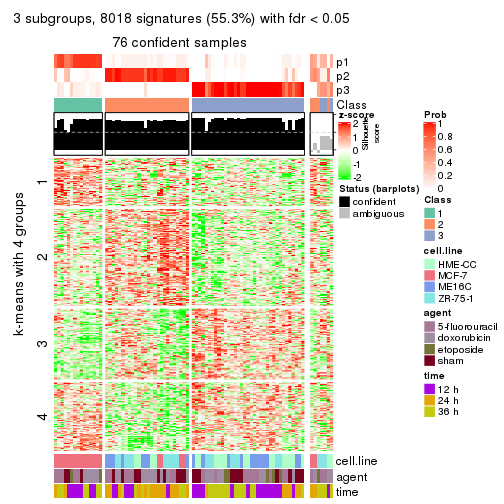 3 subgroups, 8018 signatures (55.3%) with fdr < 0.05
76 confident samples
p1
p2
p3
Class
k-means with 4 groups
1
2
3
4
cell.line
agent
time
z-score
2
1
0
-1
-2
Silhouette
score
Status (barplots)
confident
ambiguous
Prob
1
0.8
0.6
0.4
0.2
0
Class
1
2
3
cell.line
HME-CC
MCF-7
ME16C
ZR-75-1
agent
5-fluorouracil
doxorubicin
etoposide
sham
time
12 h
24 h
36 h